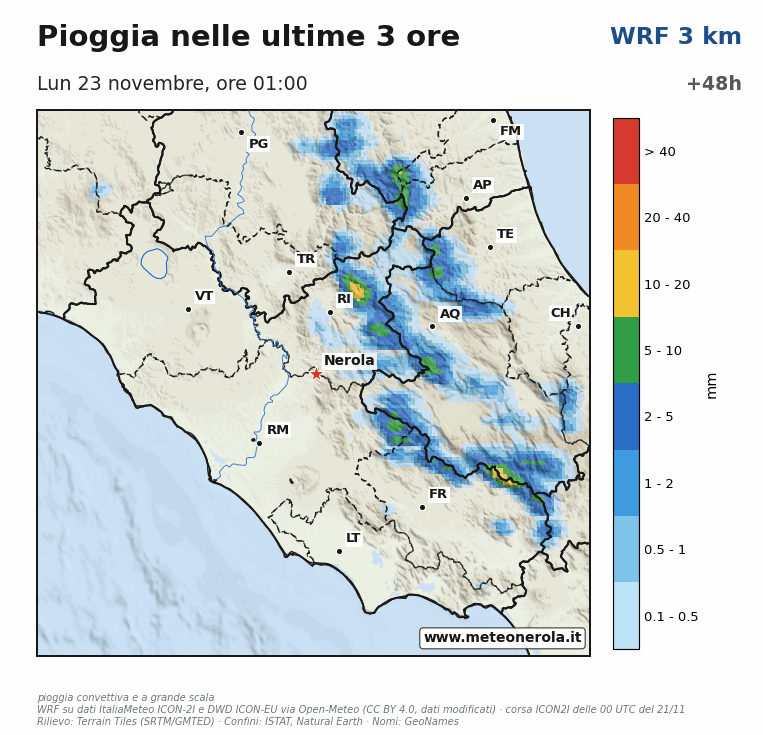 Pioggia nelle ultime 3 ore
WRF 3 km
Lun 23 novembre, ore 01:00
+48h
FM
PG
AP
TE
TR
VT
RI
AQ
CH
Nerola
RM
FR
LT
www.meteonerola.it
> 40
20 - 40
10 - 20
5 - 10
2 - 5
1 - 2
0.5 - 1
0.1 - 0.5
mm
pioggia convettiva e a grande scala
WRF su dati ItaliaMeteo ICON-2I e DWD ICON-EU via Open-Meteo (CC BY 4.0, dati modificati) · corsa ICON2I delle 00 UTC del 21/11
Rilievo: Terrain Tiles (SRTM/GMTED) · Confini: ISTAT, Natural Earth · Nomi: GeoNames